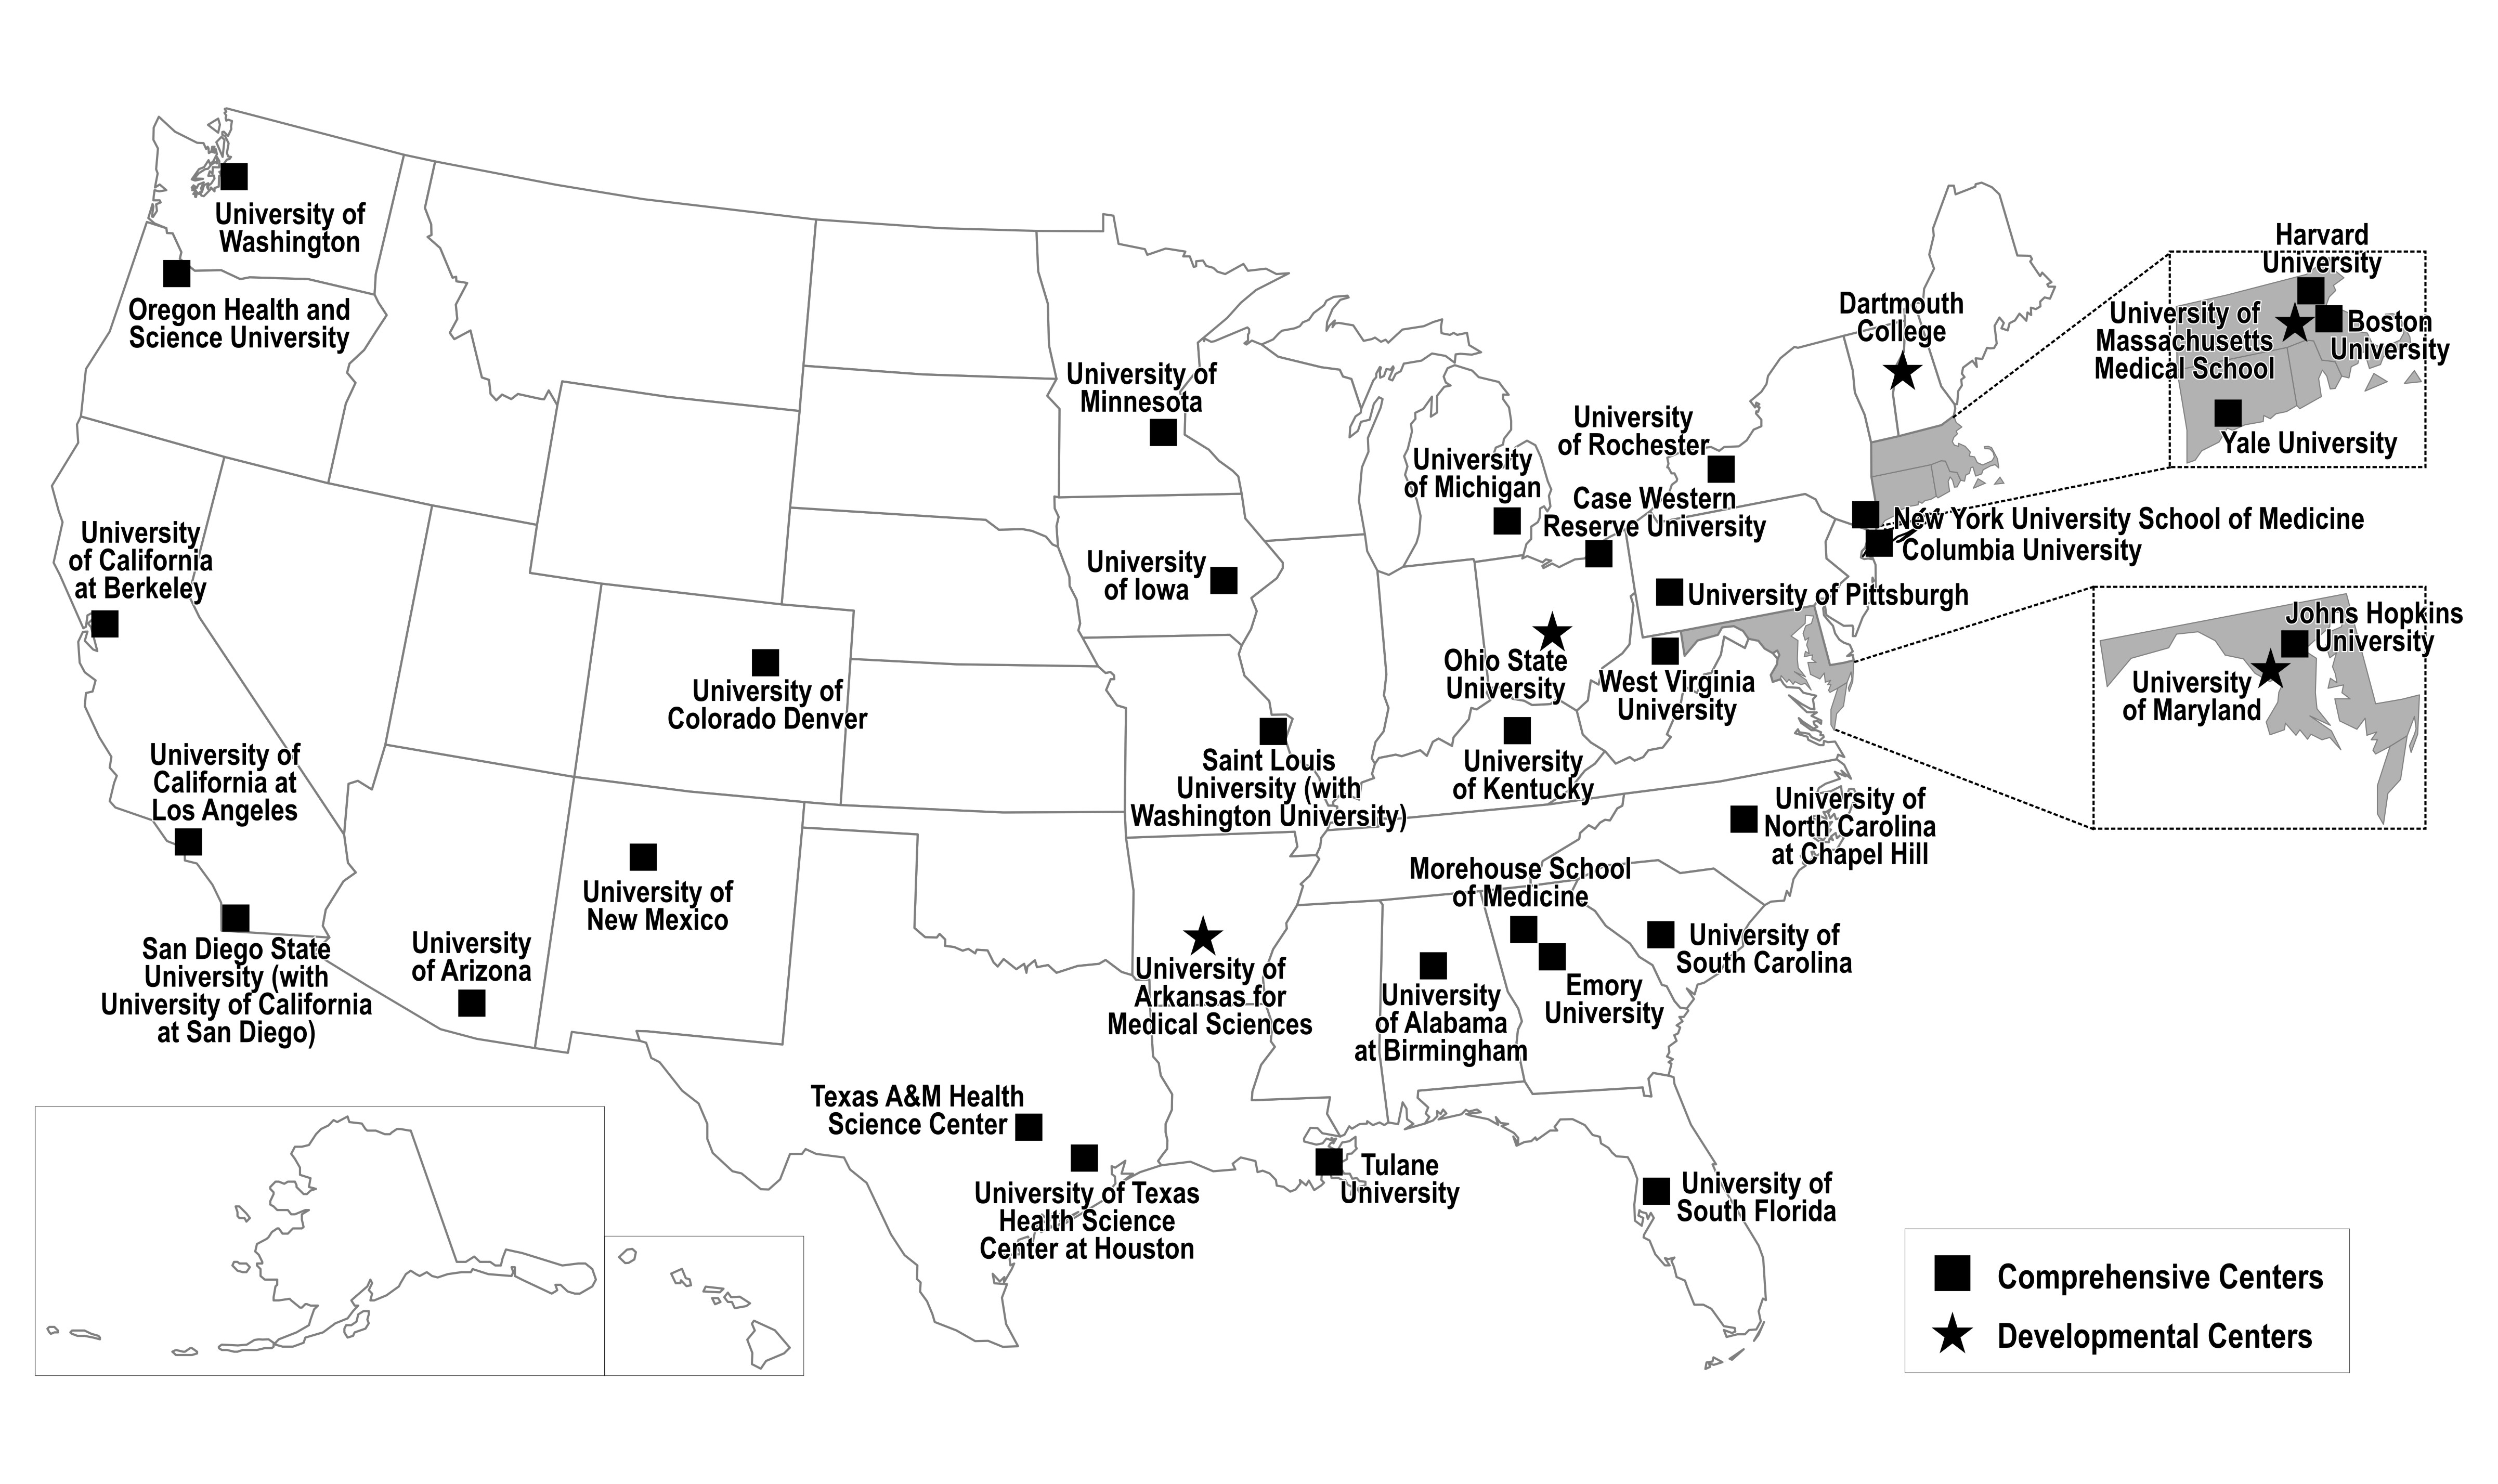 University of
Washington
Oregon Health and
Science University
University
of California
at Berkeley
University of
California at
Los Angeles
San Diego State
University (with
University of California
at San Diego)
University
of Arizona
University of
New Mexico
University of
Colorado Denver
University of
Minnesota
University
of Iowa
Saint Louis
University (with
Washington University)
University of
Arkansas for
Medical Sciences
Texas A&M Health
Science Center
University of Texas
Health Science
Center at Houston
Tulane
University
University
of Michigan
Case Western
Reserve University
Ohio State
University
University
of Kentucky
West Virginia
University
University of Pittsburgh
University
of Rochester
Dartmouth
College
New York University School of Medicine
Columbia University
Harvard
University
University of
Massachusetts
Medical School
Boston
University
Yale University
Johns Hopkins
University
University
of Maryland
University of
North Carolina
at Chapel Hill
Morehouse School
of Medicine
Emory
University
University of
South Carolina
University
of Alabama
at Birmingham
University of
South Florida
Comprehensive Centers
Developmental Centers